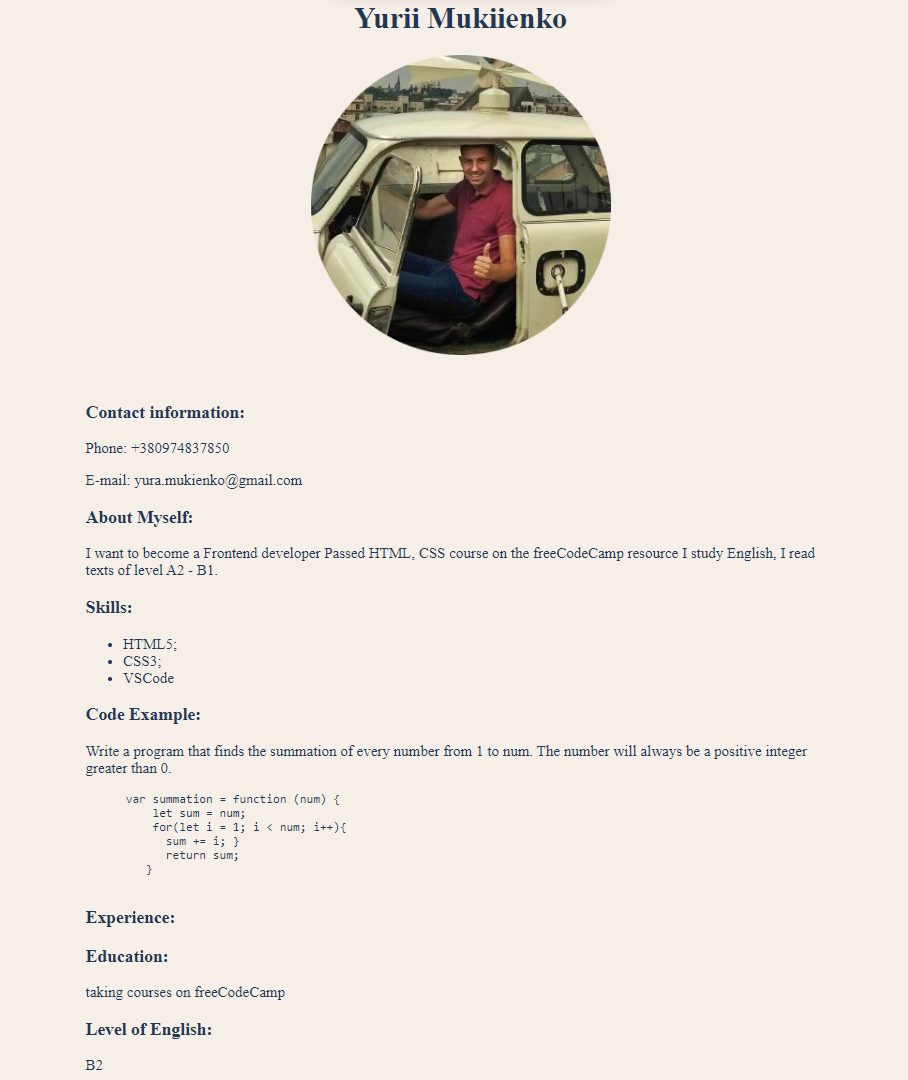 Yurii Mukiienko
Contact information:
Phone: +380974837850
E-mail: yura.mukienko@gmail.com
About Myself:
I want to become a Frontend developer Passed HTML, CSS course on the freeCodeCamp resource I study English, I read
texts of level A2 - B1.
Skills:
• HTML5;
• CSS3;
• VSCode
Code Example:
Write a program that finds the summation of every number from 1 to num. The number will always be a positive integer
greater than 0.
var summation = function (num) {
    let sum = num;
    for(let i = 1; i < num; i++){
      sum += i; }
      return sum;
   }
Experience:
Education:
taking courses on freeCodeCamp
Level of English:
B2